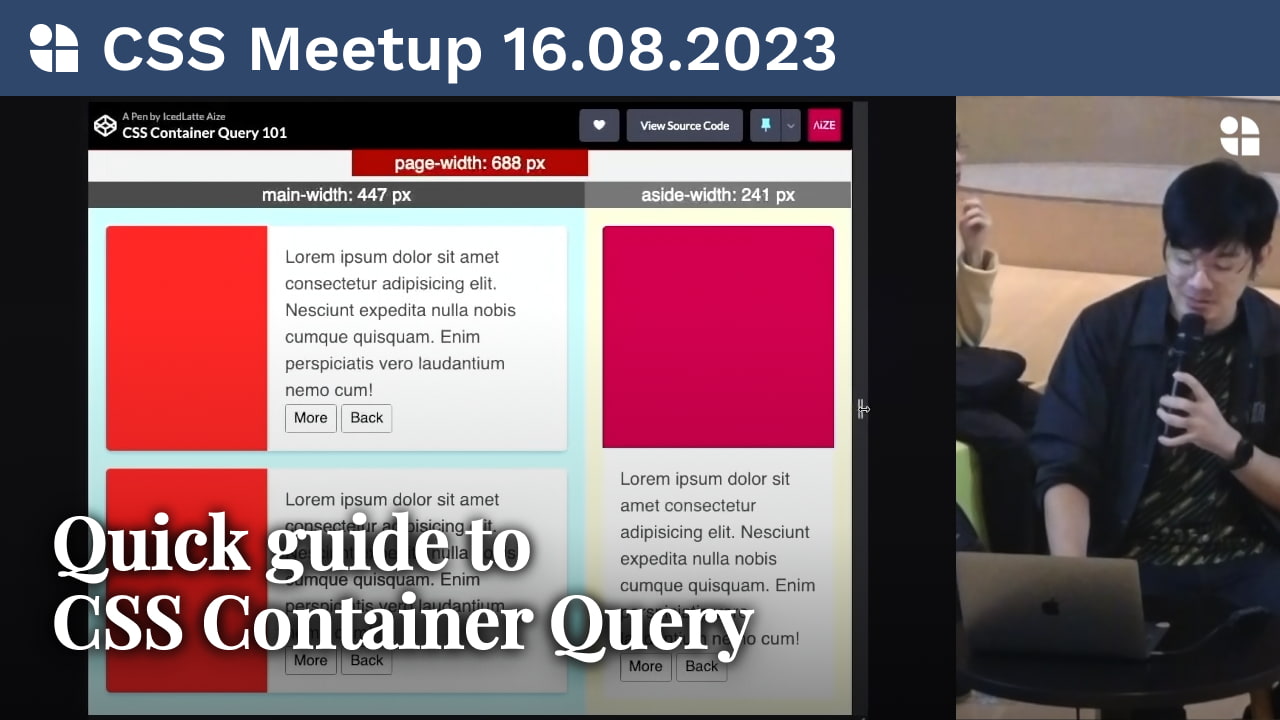 CSS Meetup 16.08.2023
A Pen by IcedLatte Aize
CSS Container Query 101
View Source Code
AiZE
page-width: 688 px
main-width: 447 px
aside-width: 241 px
Lorem ipsum dolor sit amet
consectetur adipisicing elit.
Nesciunt expedita nulla nobis
cumque quisquam. Enim
perspiciatis vero laudantium
nemo cum!
More
Back
Lorem ipsum dolor sit amet
consectetur adipisicing elit.
nulla
cumque quisquam. Enim
perspiciatis vero laudantium
More
Back
Lorem ipsum dolor sit
amet consectetur
adipisicing elit. Nesciunt
expedita nulla nobis
cumque quisquam. Enim
cum!
More
Back
Quick guide to
CSS Container Query